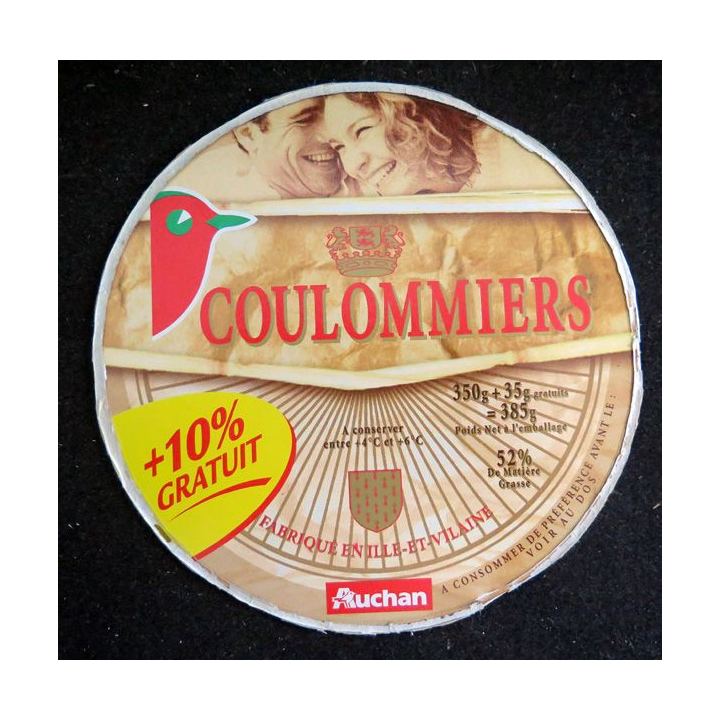 COULOMMIERS
+10%
GRATUIT
A conserver
entre +4°C et +6°C
350g + 35g gratuits
= 385g
Poids Net à l'emballage
52%
De Matière
Grasse
FABRIQUÉ EN ILLE-ET-VILAINE
A CONSOMMER DE PRÉFÉRENCE AVANT LE :
VOIR AU DOS
Auchan